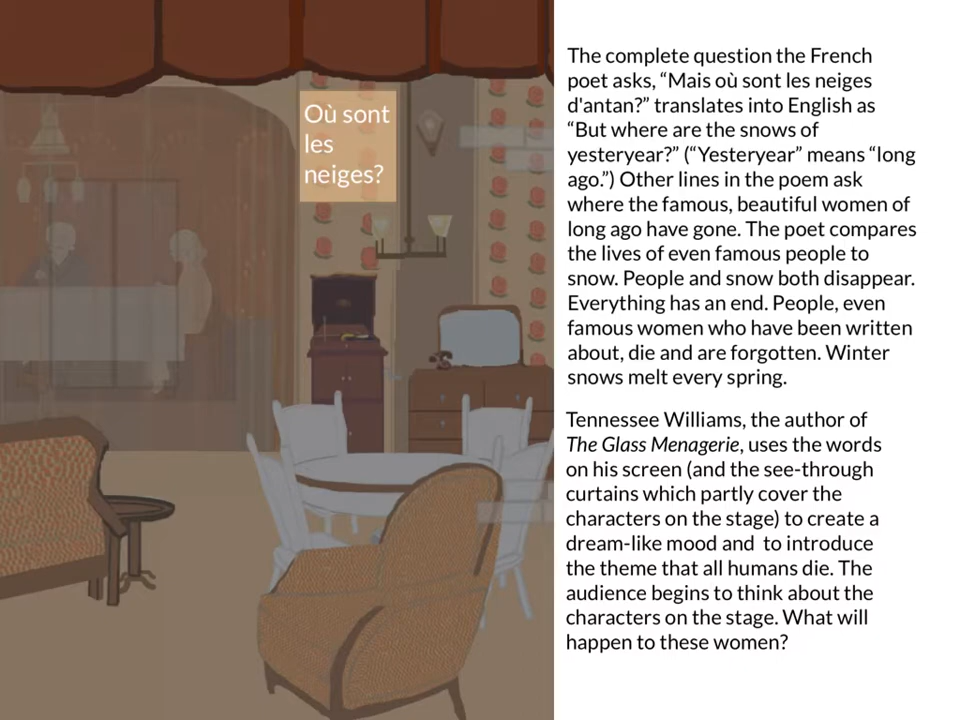 Où sont
les
neiges?
The complete question the French
poet asks, “Mais où sont les neiges
d'antan?” translates into English as
“But where are the snows of
yesteryear?” (“Yesteryear” means “long
ago.”) Other lines in the poem ask
where the famous, beautiful women of
long ago have gone. The poet compares
the lives of even famous people to
snow. People and snow both disappear.
Everything has an end. People, even
famous women who have been written
about, die and are forgotten. Winter
snows melt every spring.
Tennessee Williams, the author of
The Glass Menagerie, uses the words
on his screen (and the see-through
curtains which partly cover the
characters on the stage) to create a
dream-like mood and  to introduce
the theme that all humans die. The
audience begins to think about the
characters on the stage. What will
happen to these women?